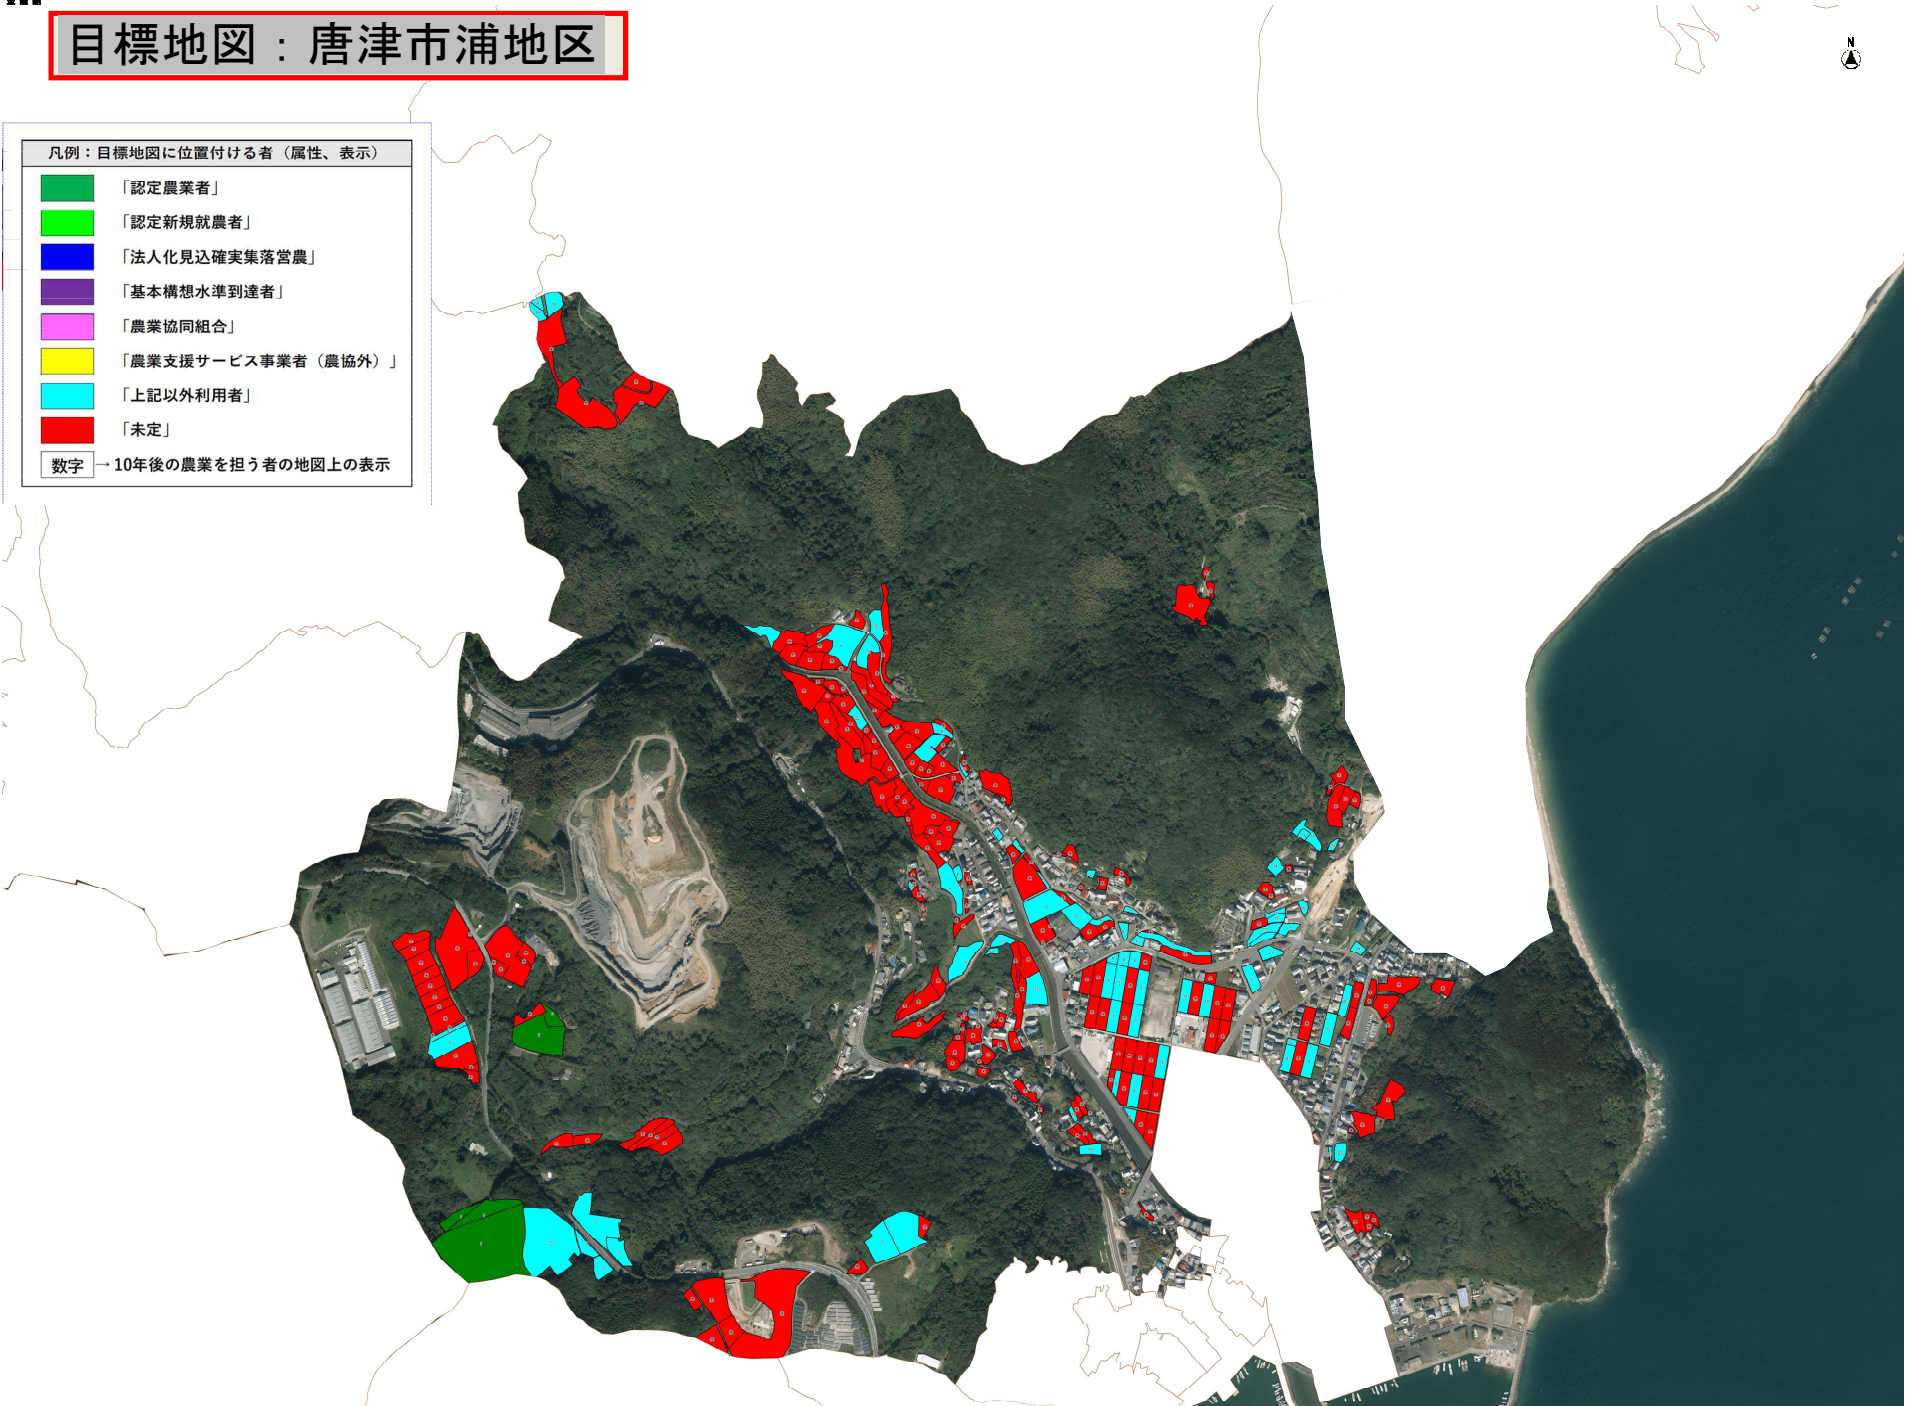 目標地図：唐津市浦地区
N
凡例：目標地図に位置付ける者（属性、表示）
「認定農業者」
「認定新規就農者」
「法人化見込確実集落営農」
「基本構想水準到達者」
「農業協同組合」
「農業支援サービス事業者（農協外）」
「上記以外利用者」
「未定」
数字→10年後の農業を担う者の地図上の表示